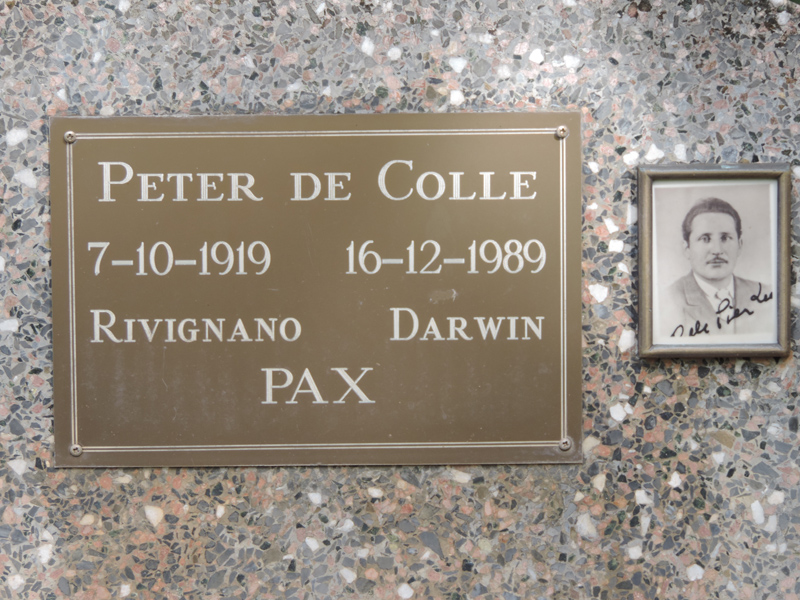 PETER DE COLLE
7-10-1919 16-12-1989
RIVIGNANO DARWIN
PAX